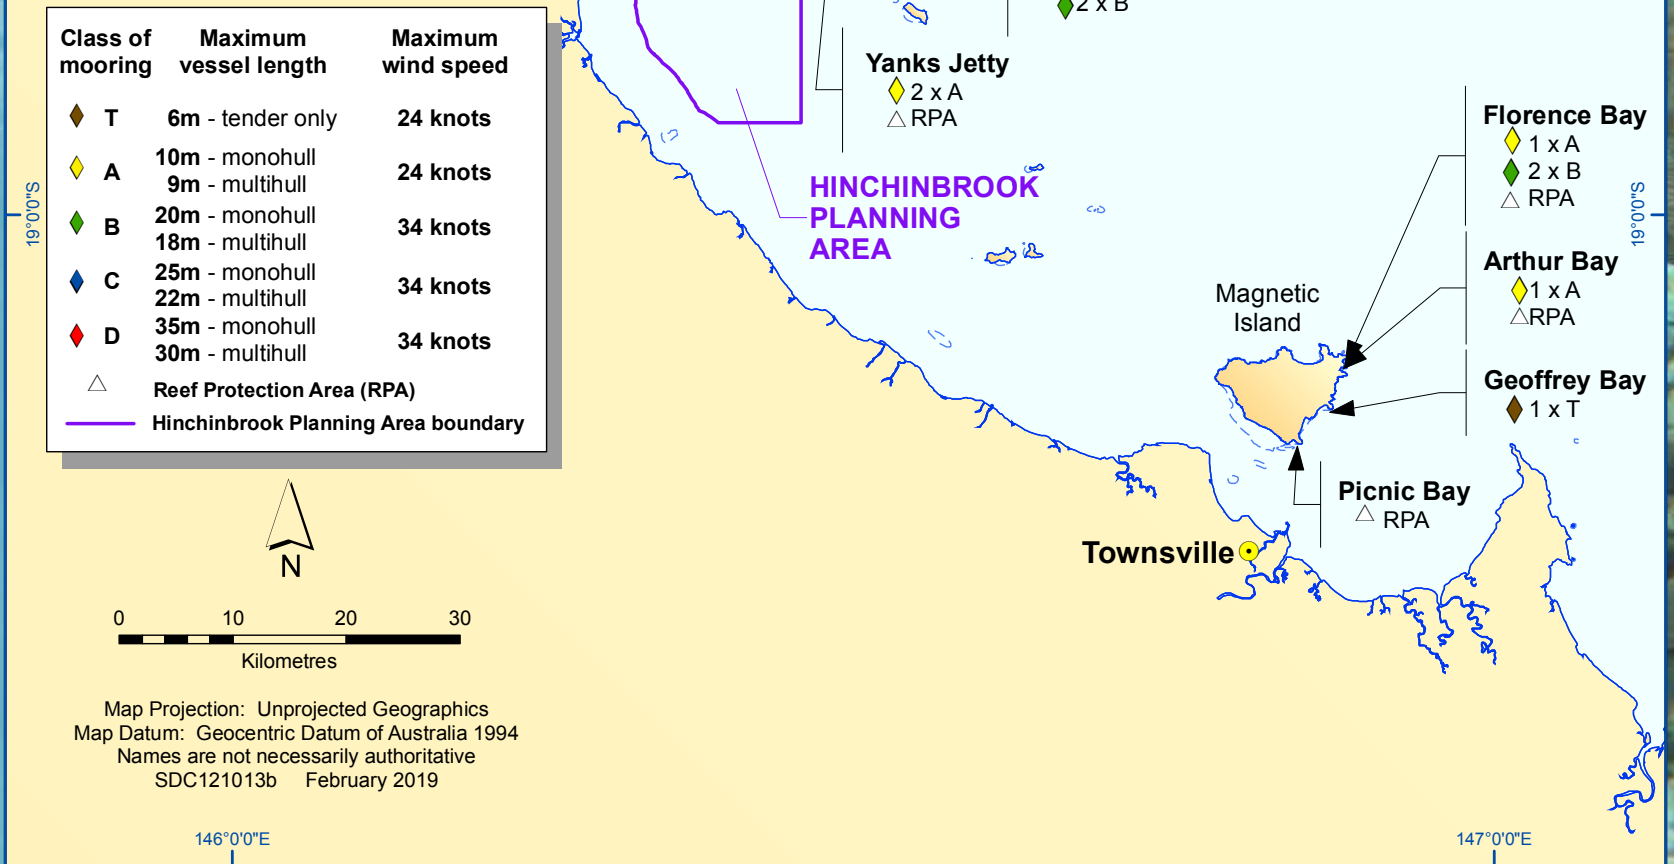 Class of mooring Maximum vessel length Maximum wind speed
T 6m - tender only 24 knots
A 10m - monohull 24 knots
9m - multihull
B 20m - monohull 34 knots
18m - multihull
C 25m - monohull 34 knots
22m - multihull
D 35m - monohull 34 knots
30m - multihull
Reef Protection Area (RPA)
Hinchinbrook Planning Area boundary
2 x B
Yanks Jetty
2 x A
RPA
HINCHINBROOK
PLANNING
AREA
Florence Bay
1 x A
2 x B
RPA
Arthur Bay
1 x A
RPA
Magnetic
Island
Geoffrey Bay
1 x T
Picnic Bay
RPA
Townsville
19°0'0"S
19°0'0"S
N
0 10 20 30
Kilometres
Map Projection: Unprojected Geographics
Map Datum: Geocentric Datum of Australia 1994
Names are not necessarily authoritative
SDC121013b February 2019
146°0'0"E
147°0'0"E